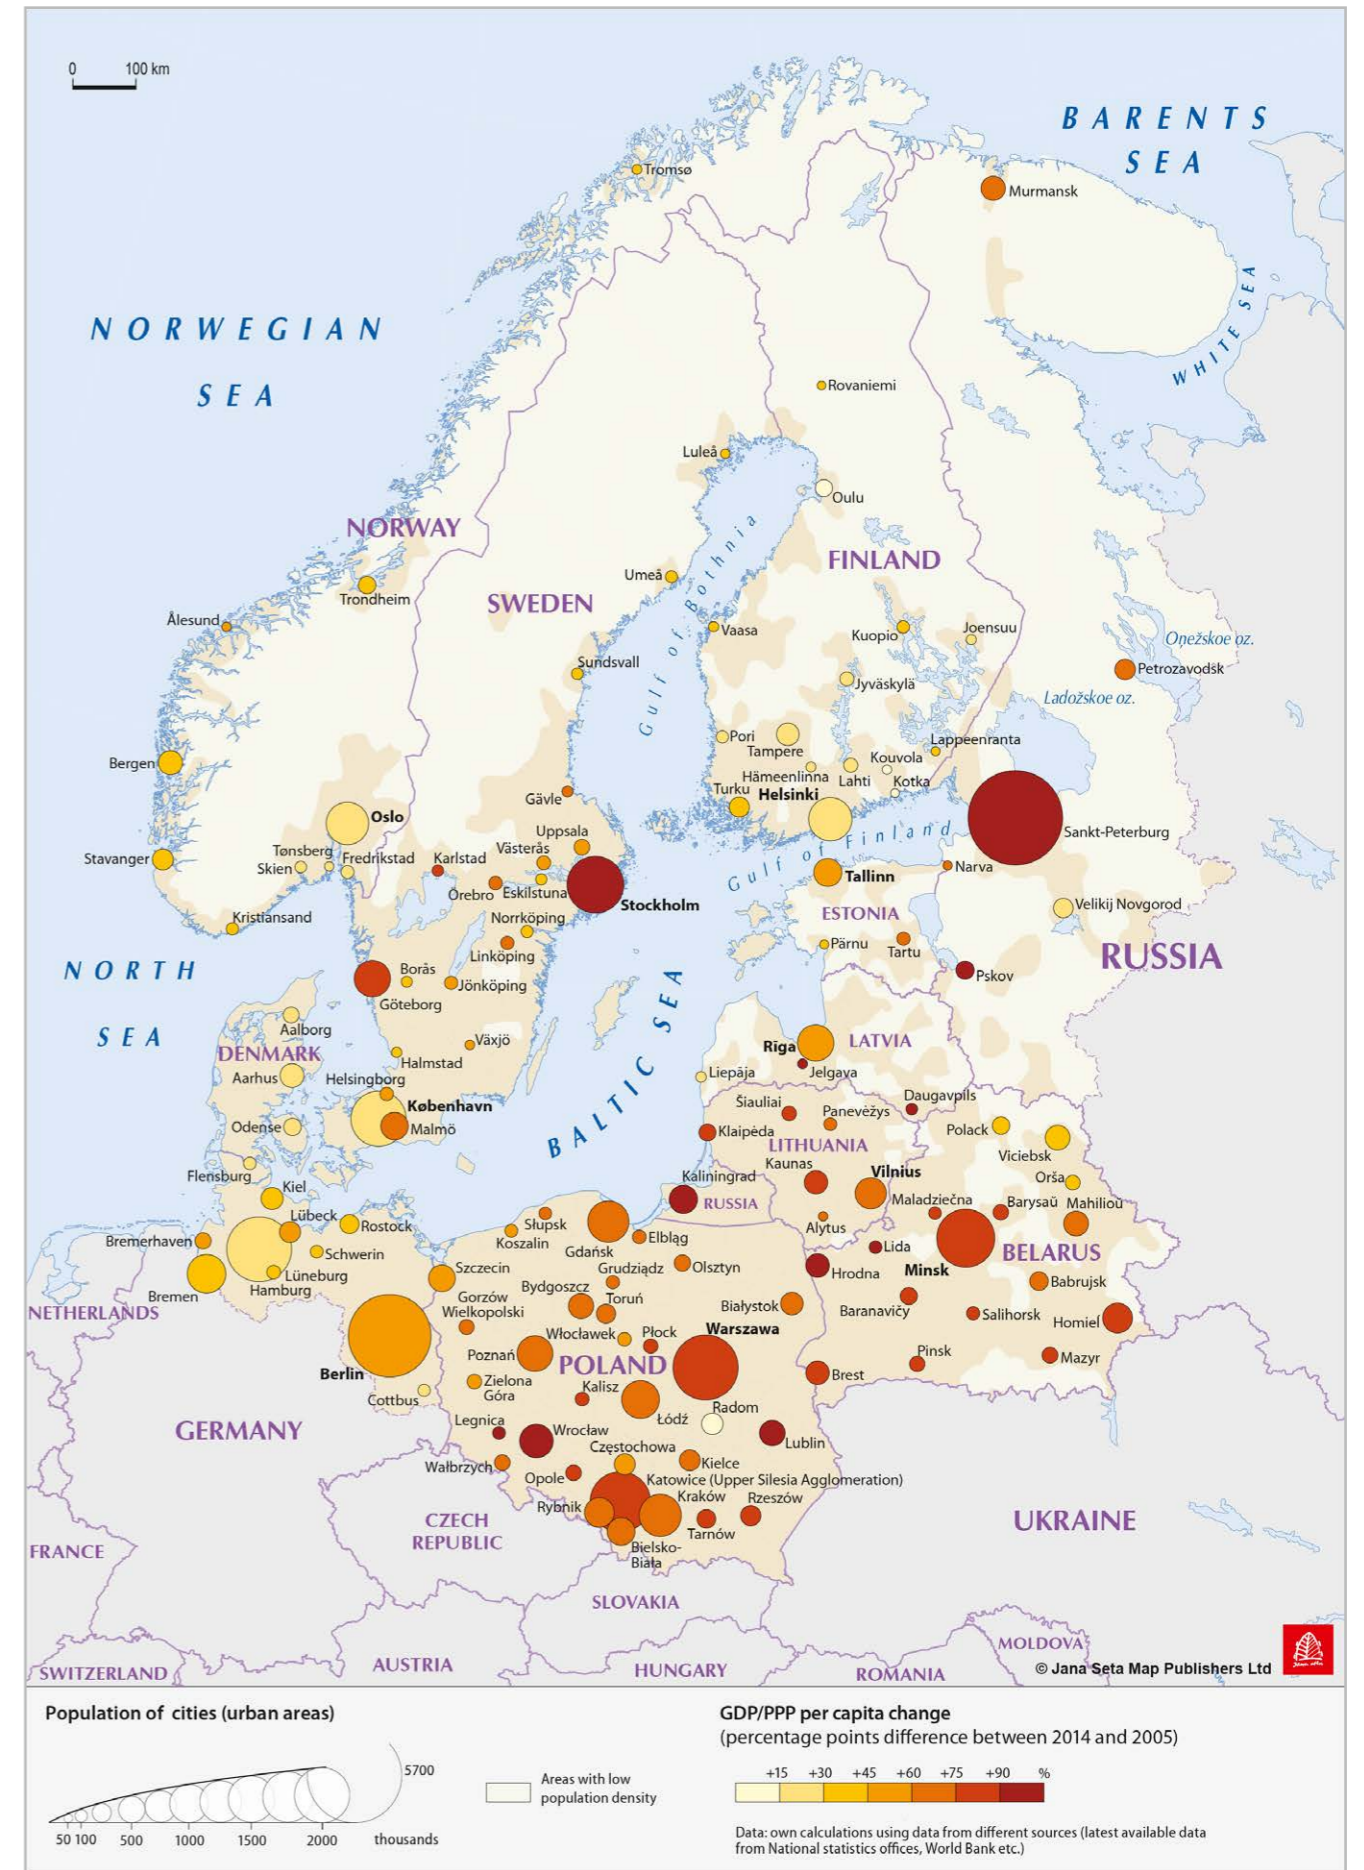 0 100 km
BARENTS
SEA
Tromsø
Murmansk
NORWEGIAN
SEA
WHITE SEA
Rovaniemi
Luleå
Oulu
NORWAY
Gulf of Bothnia
FINLAND
Umeå
Trondheim
SWEDEN
Ålesund
Vaasa
Kuopio
Joensuu
Oņežskoe oz.
Sundsvall
Petrozavodsk
Jyväskylä
Ladožskoe oz.
Pori
Tampere
Lappeenranta
Bergen
Kouvola
Hämeenlinna
Lahti
Kotka
Turku
Helsinki
Gävle
Oslo
Uppsala
Sankt-Peterburg
Gulf of Finland
Tønsberg
Fredrikstad
Karlstad
Västerås
Stavanger
Skien
Narva
Tallinn
Örebro
Eskilstuna
Stockholm
Velikij Novgorod
Kristiansand
Norrköping
ESTONIA
Pärnu
Tartu
Linköping
RUSSIA
NORTH
SEA
Borås
Jönköping
Pskov
Göteborg
Aalborg
BALTIC SEA
DENMARK
Växjö
Rīga
LATVIA
Halmstad
Jelgava
Aarhus
Helsingborg
Liepāja
København
Šiauliai
Panevėžys
Daugavpils
Odense
Malmö
Klaipėda
Polack
LITHUANIA
Viciebsk
Flensburg
Kaunas
Vilnius
Kiel
Kaliningrad
Orša
RUSSIA
Maladziečna
Barysaŭ
Mahilioŭ
Lübeck
Rostock
Słupsk
Alytus
Bremerhaven
Koszalin
Elbląg
Lida
BELARUS
Schwerin
Gdańsk
Minsk
Lüneburg
Szczecin
Grudziądz
Olsztyn
Hrodna
Babrujsk
Bremen
Hamburg
Gorzów
Wielkopolski
Bydgoszcz
Toruń
Białystok
Baranavičy
Salihorsk
Homiel
NETHERLANDS
Włocławek
Płock
Warszawa
Poznań
POLAND
Pinsk
Mazyr
Berlin
Brest
Cottbus
Zielona
Góra
Kalisz
Łódź
Radom
GERMANY
Legnica
Wrocław
Lublin
Częstochowa
Wałbrzych
Kielce
Opole
Katowice (Upper Silesia Agglomeration)
Rybnik
Kraków
Rzeszów
CZECH
REPUBLIC
Tarnów
UKRAINE
Bielsko-
Biała
FRANCE
SLOVAKIA
MOLDOVA
SWITZERLAND
AUSTRIA
HUNGARY
ROMANIA
© Jana Seta Map Publishers Ltd
Population of cities (urban areas)
5700
50 100 500 1000 1500 2000 thousands
Areas with low
population density
GDP/PPP per capita change
(percentage points difference between 2014 and 2005)
+15 +30 +45 +60 +75 +90 %
Data: own calculations using data from different sources (latest available data
from National statistics offices, World Bank etc.)